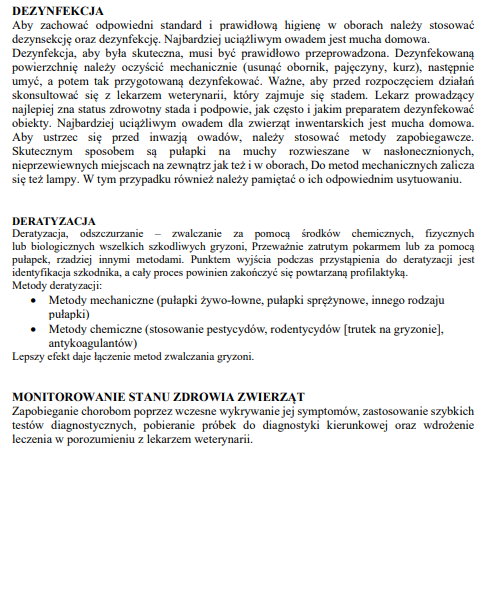 DEZYNFEKCJA
Aby zachować odpowiedni standard i prawidłową higienę w oborach należy stosować
dezynsekcję oraz dezynfekcję. Najbardziej uciążliwym owadem jest mucha domowa.
Dezynfekcja, aby była skuteczna, musi być prawidłowo przeprowadzona. Dezynfekowaną
powierzchnię należy oczyścić mechanicznie (usunąć obornik, pajęczyny, kurz), następnie
umyć, a potem tak przygotowaną dezynfekować. Ważne, aby przed rozpoczęciem działań
skonsultować się z lekarzem weterynarii, który zajmuje się stadem. Lekarz prowadzący
najlepiej zna status zdrowotny stada i podpowie, jak często i jakim preparatem dezynfekować
obiekty. Najbardziej uciążliwym owadem dla zwierząt inwentarskich jest mucha domowa.
Aby ustrzec się przed inwazją owadów, należy stosować metody zapobiegawcze.
Skutecznym sposobem są pułapki na muchy rozwieszane w nasłonecznionych,
nieprzewiewnych miejscach na zewnątrz jak też i w oborach, Do metod mechanicznych zalicza
się też lampy. W tym przypadku również należy pamiętać o ich odpowiednim usytuowaniu.
DERATYZACJA
Deratyzacja, odszczurzanie – zwalczanie za pomocą środków chemicznych, fizycznych
lub biologicznych wszelkich szkodliwych gryzoni, Przeważnie zatrutym pokarmem lub za pomocą
pułapek, rzadziej innymi metodami. Punktem wyjścia podczas przystąpienia do deratyzacji jest
identyfikacja szkodnika, a cały proces powinien zakończyć się powtarzaną profilaktyką.
Metody deratyzacji:
• Metody mechaniczne (pułapki żywo-łowne, pułapki sprężynowe, innego rodzaju
pułapki)
• Metody chemiczne (stosowanie pestycydów, rodentycydów [trutek na gryzonie],
antykoagulantów)
Lepszy efekt daje łączenie metod zwalczania gryzoni.
MONITOROWANIE STANU ZDROWIA ZWIERZĄT
Zapobieganie chorobom poprzez wczesne wykrywanie jej symptomów, zastosowanie szybkich
testów diagnostycznych, pobieranie próbek do diagnostyki kierunkowej oraz wdrożenie
leczenia w porozumieniu z lekarzem weterynarii.